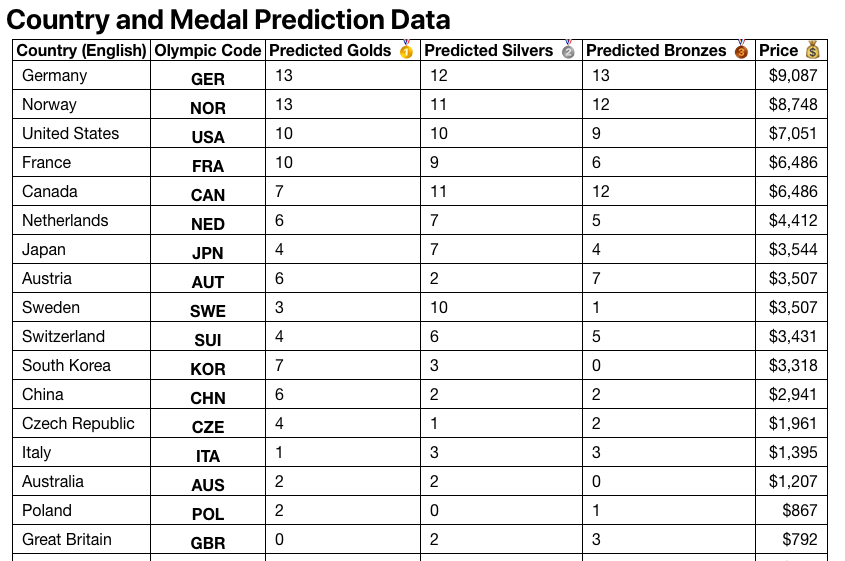 Country and Medal Prediction Data
Country (English) Olympic Code Predicted Golds 🥇 Predicted Silvers 🥈 Predicted Bronzes 🥉 Price 💰
Germany GER 13 12 13 $9,087
Norway NOR 13 11 12 $8,748
United States USA 10 10 9 $7,051
France FRA 10 9 6 $6,486
Canada CAN 7 11 12 $6,486
Netherlands NED 6 7 5 $4,412
Japan JPN 4 7 4 $3,544
Austria AUT 6 2 7 $3,507
Sweden SWE 3 10 1 $3,507
Switzerland SUI 4 6 5 $3,431
South Korea KOR 7 3 0 $3,318
China CHN 6 2 2 $2,941
Czech Republic CZE 4 1 2 $1,961
Italy ITA 1 3 3 $1,395
Australia AUS 2 2 0 $1,207
Poland POL 2 0 1 $867
Great Britain GBR 0 2 3 $792